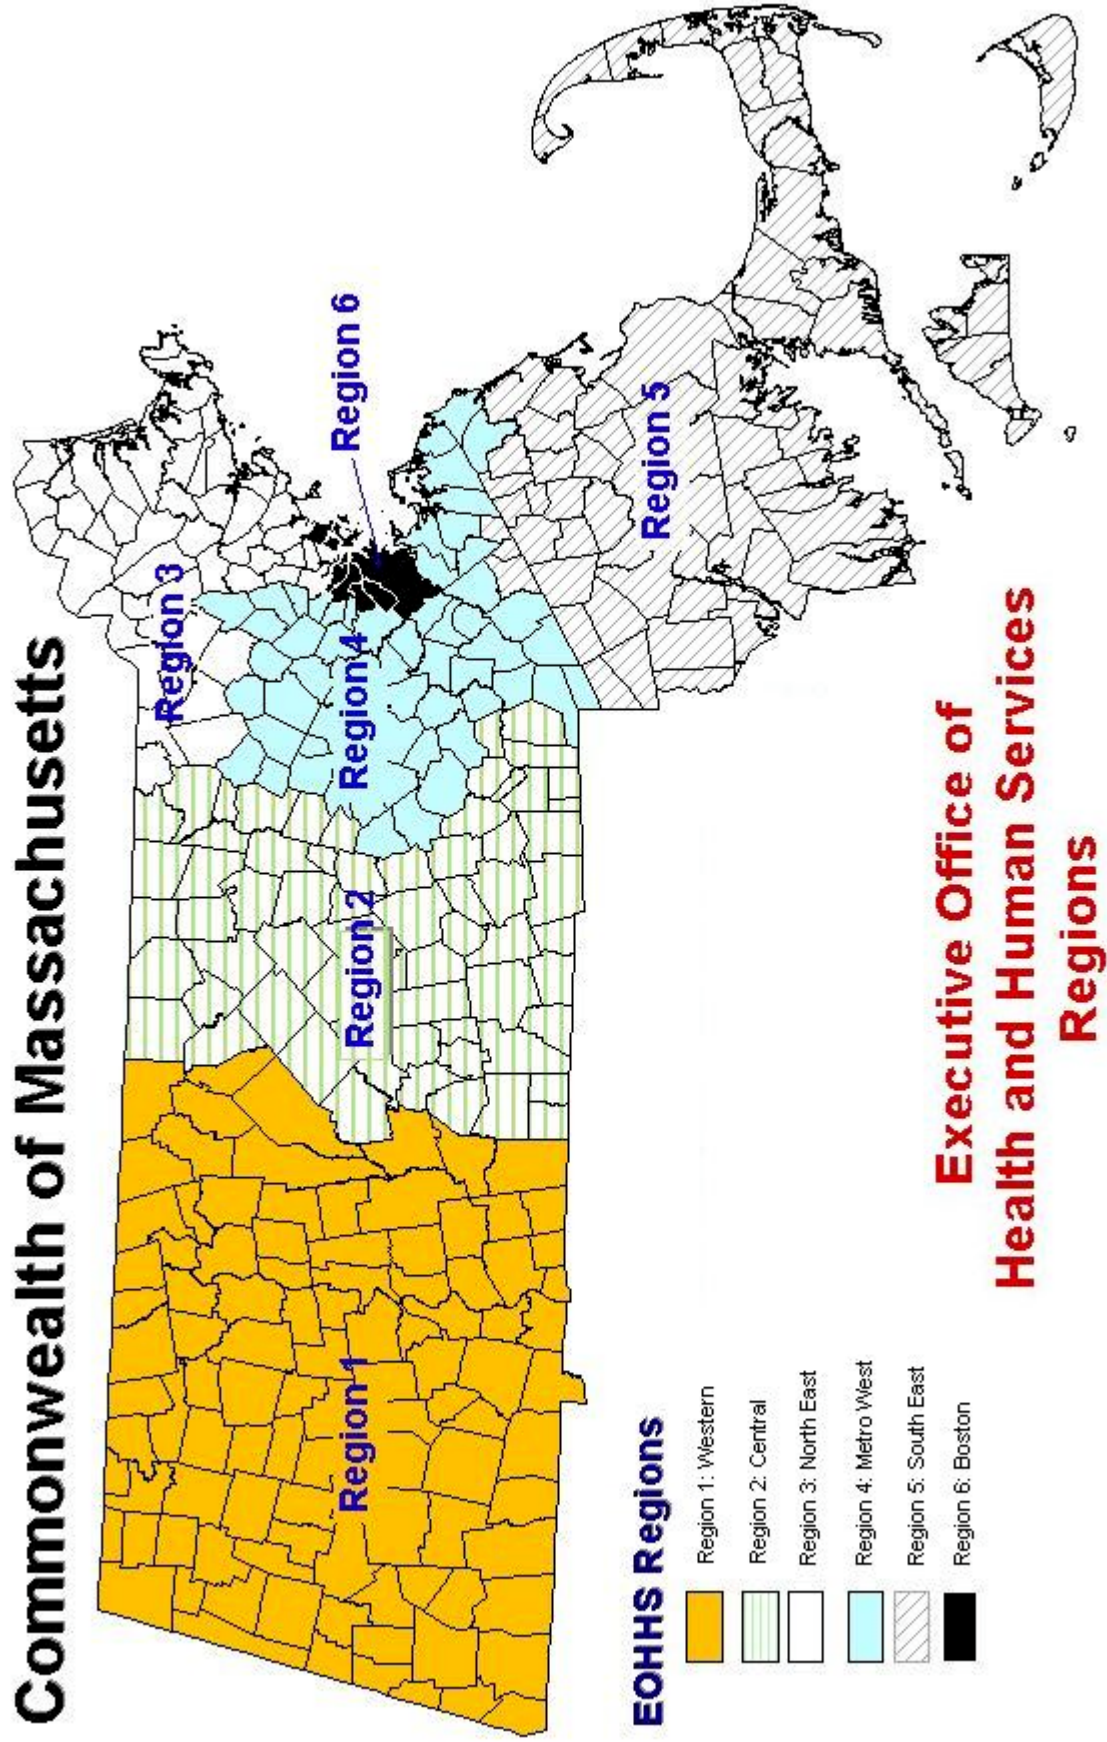 Commonwealth of Massachusetts
Region 1
Region 2
Region 3
Region 4
Region 5
Region 6
EOHHS Regions
Region 1: Western
Region 2: Central
Region 3: North East
Region 4: Metro West
Region 5: South East
Region 6: Boston
Executive Office of
Health and Human Services
Regions